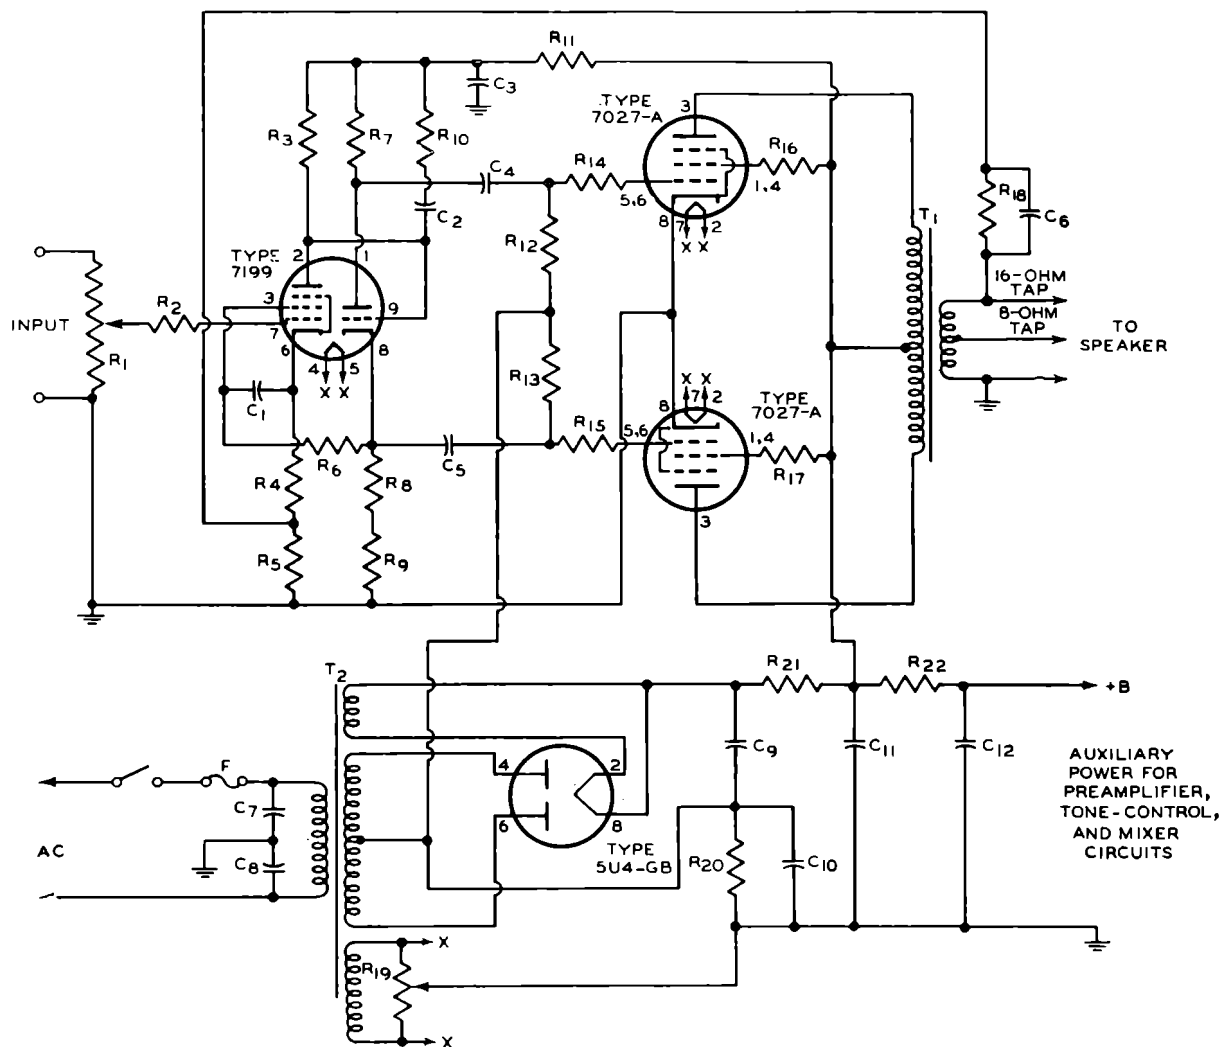 R11
C3
R3
R7
R10
TYPE
7027-A
3
R16
1,4
R14
5,6
8
7
2
X X
C4
C2
R12
R18
C6
T1
TYPE
7199
2
1
3
7
9
6
8
4
5
X X
INPUT
R1
R2
16-OHM
TAP
8-OHM
TAP
TO
SPEAKER
C1
R6
R4
R5
R8
R9
C5
R13
R15
5,6
8
X X
7
2
TYPE
7027-A
1,4
R17
3
T2
R21
R22
+B
C9
C11
C12
4
2
6
8
TYPE
5U4-GB
F
C7
C8
AC
R20
C10
AUXILIARY
POWER FOR
PREAMPLIFIER,
TONE-CONTROL,
AND MIXER
CIRCUITS
X
R19
X